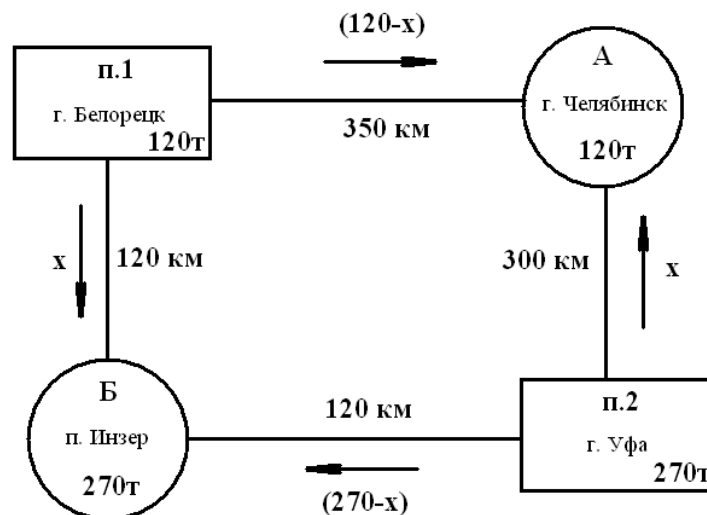 (120-x)
п.1
г. Белорецк
120т
А
г. Челябинск
120т
350 км
x
120 км
300 км
x
Б
п. Инзер
270т
120 км
(270-x)
п.2
г. Уфа
270т